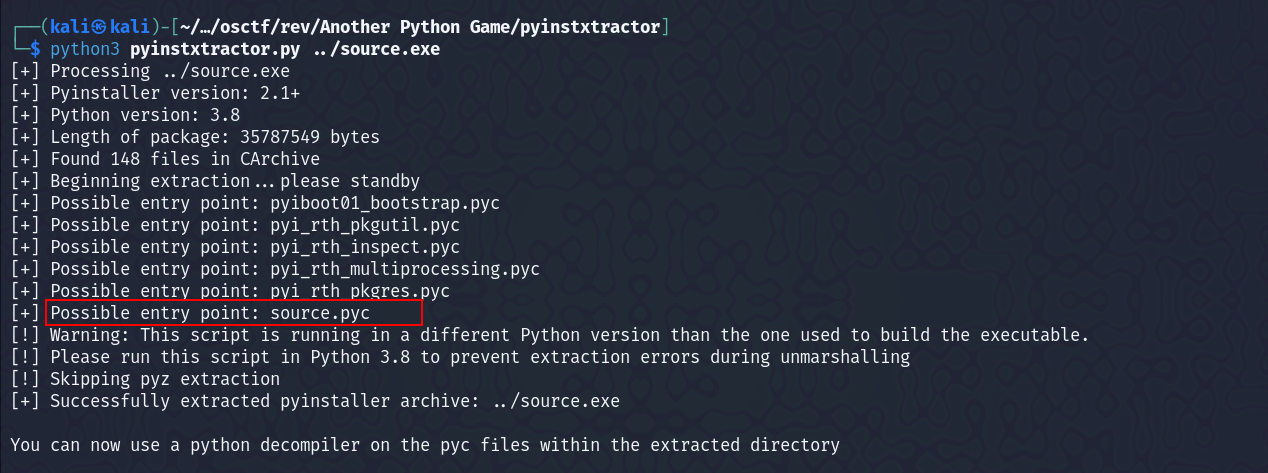 ┌──(kali㉿kali)-[~/…/osctf/rev/Another Python Game/pyinstxtractor]
└─$ python3 pyinstxtractor.py ../source.exe
[+] Processing ../source.exe
[+] Pyinstaller version: 2.1+
[+] Python version: 3.8
[+] Length of package: 35787549 bytes
[+] Found 148 files in CArchive
[+] Beginning extraction...please standby
[+] Possible entry point: pyiboot01_bootstrap.pyc
[+] Possible entry point: pyi_rth_pkgutil.pyc
[+] Possible entry point: pyi_rth_inspect.pyc
[+] Possible entry point: pyi_rth_multiprocessing.pyc
[+] Possible entry point: pyi_rth_pkgres.pyc
[+] Possible entry point: source.pyc
[!] Warning: This script is running in a different Python version than the one used to build the executable.
[!] Please run this script in Python 3.8 to prevent extraction errors during unmarshalling
[!] Skipping pyz extraction
[+] Successfully extracted pyinstaller archive: ../source.exe
You can now use a python decompiler on the pyc files within the extracted directory